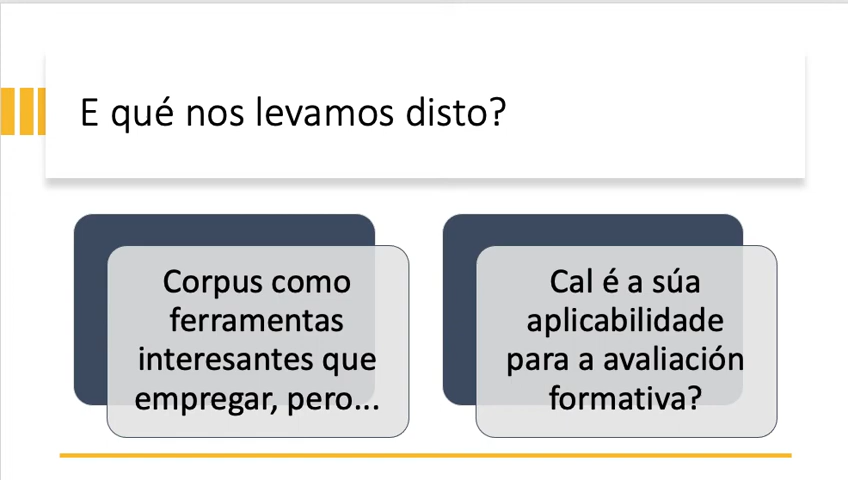 E qué nos levamos disto?
Corpus como
ferramentas
interesantes que
empregar, pero...
Cal é a súa
aplicabilidade
para a avaliación
formativa?